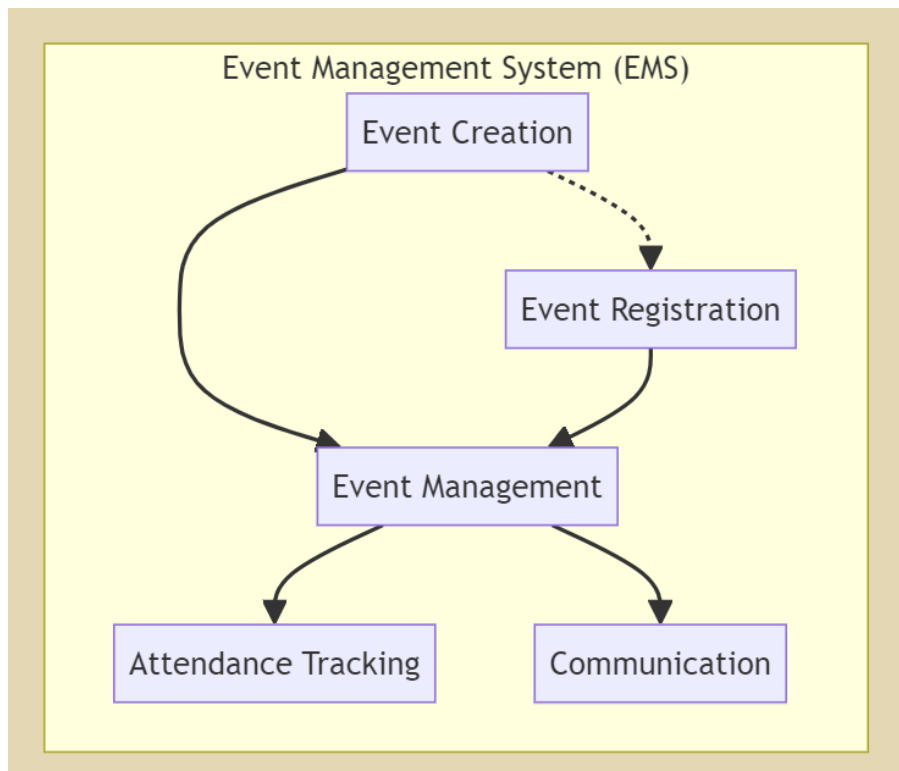 Event Management System (EMS)
Event Creation
Event Registration
Event Management
Attendance Tracking
Communication